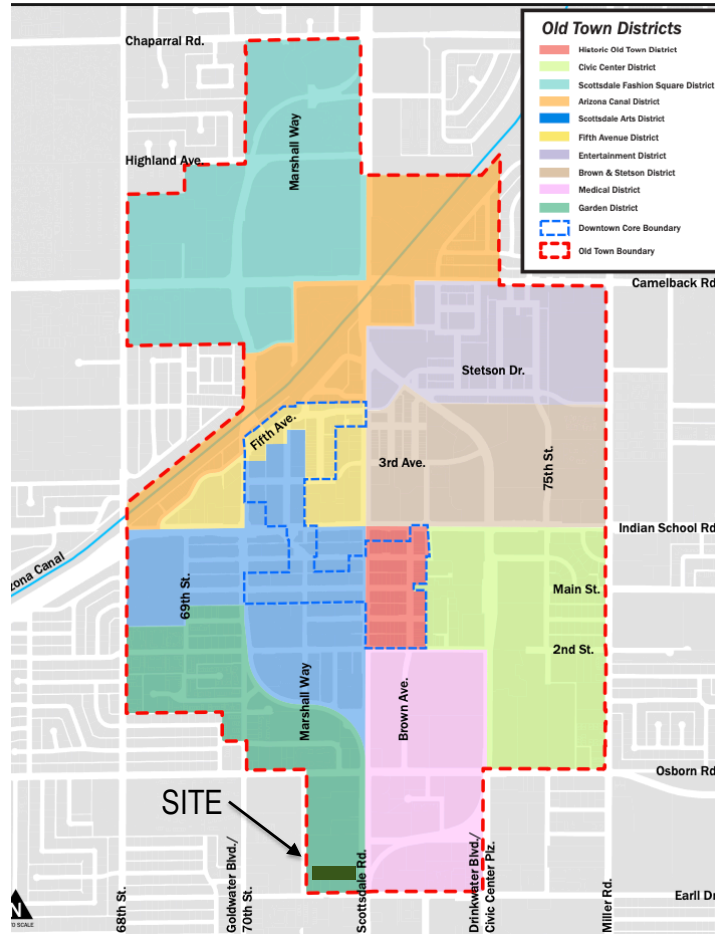 Old Town Districts
Historic Old Town District
Civic Center District
Scottsdale Fashion Square District
Arizona Canal District
Scottsdale Arts District
Fifth Avenue District
Entertainment District
Brown & Stetson District
Medical District
Garden District
Downtown Core Boundary
Old Town Boundary
Chaparral Rd.
Marshall Way
Highland Ave.
Camelback Rd
Stetson Dr.
Fifth Ave.
3rd Ave.
75th St.
Indian School Rd
zona Canal
69th St.
Main St.
2nd St.
Marshall Way
Brown Ave.
Osborn Rd
SITE
68th St.
Goldwater Blvd./
70th St.
Scottsdale Rd.
Drinkwater Blvd./
Civic Center Plz.
Miller Rd.
Earll Dr
N
TO SCALE